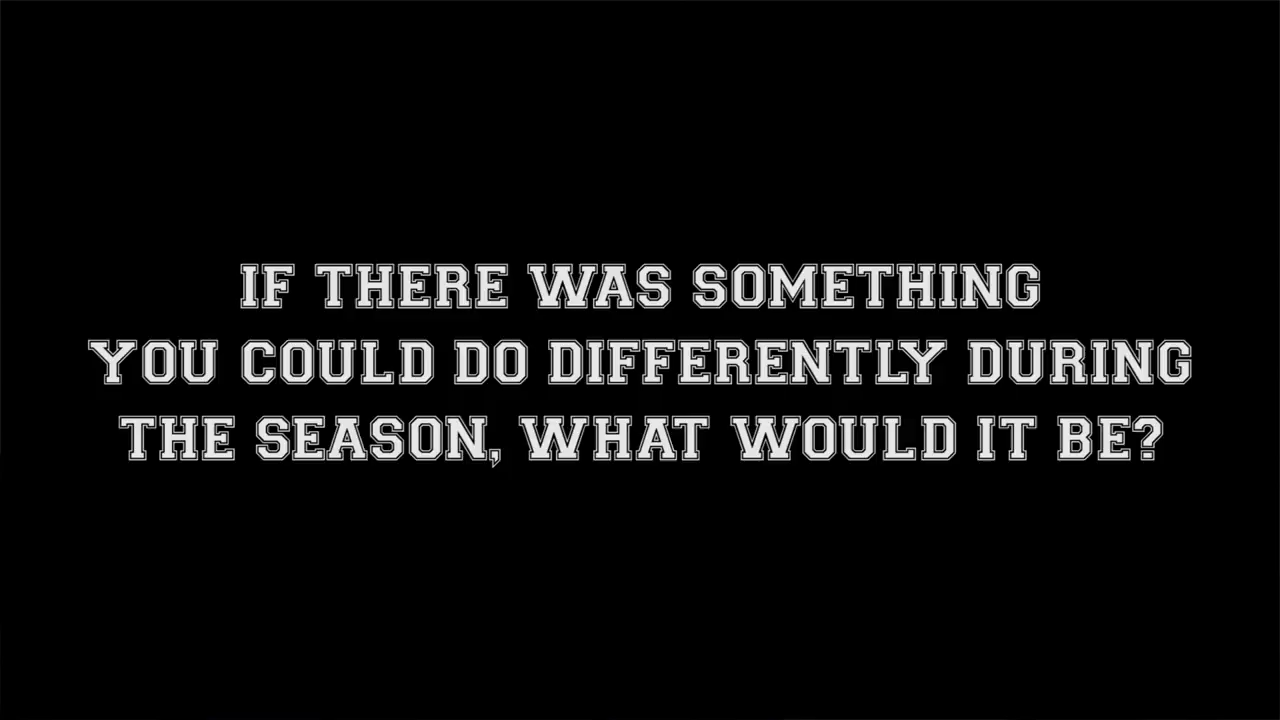 IF THERE WAS SOMETHING
YOU COULD DO DIFFERENTLY DURING
THE SEASON, WHAT WOULD IT BE?